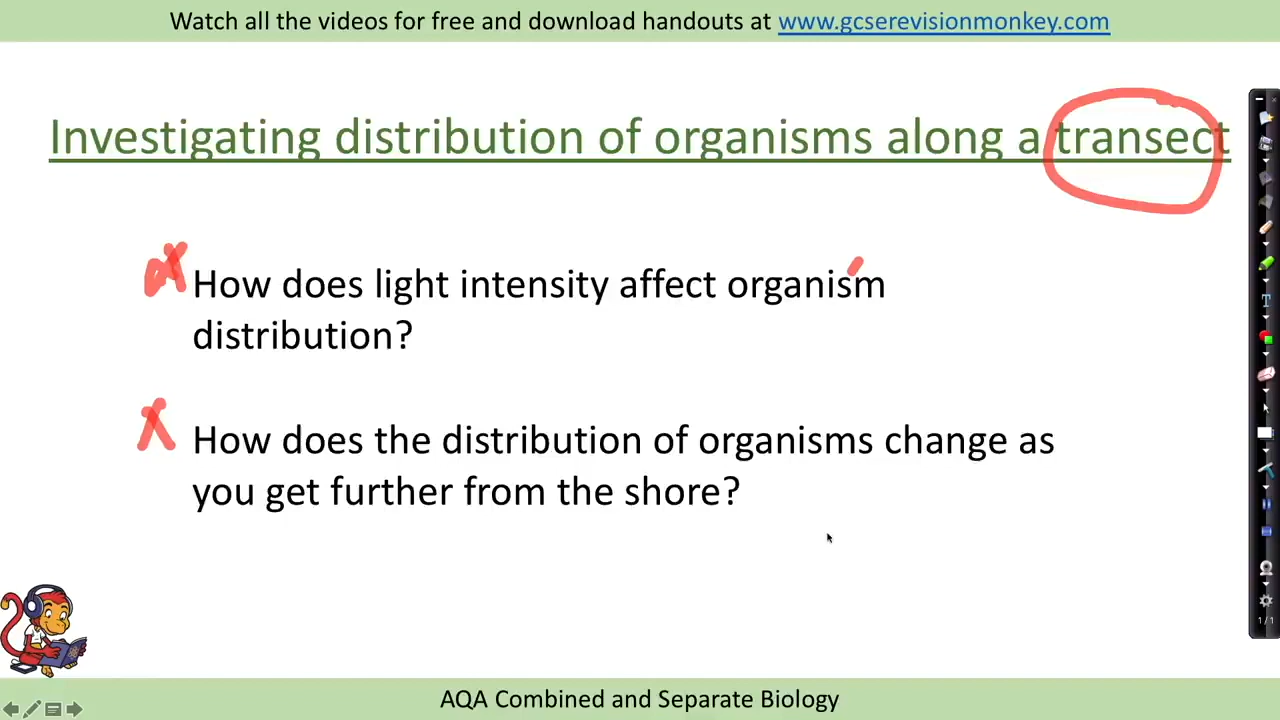 Watch all the videos for free and download handouts at www.gcserevisionmonkey.com
Investigating distribution of organisms along a transect
How does light intensity affect organism
distribution?
How does the distribution of organisms change as
you get further from the shore?
1/1
AQA Combined and Separate Biology